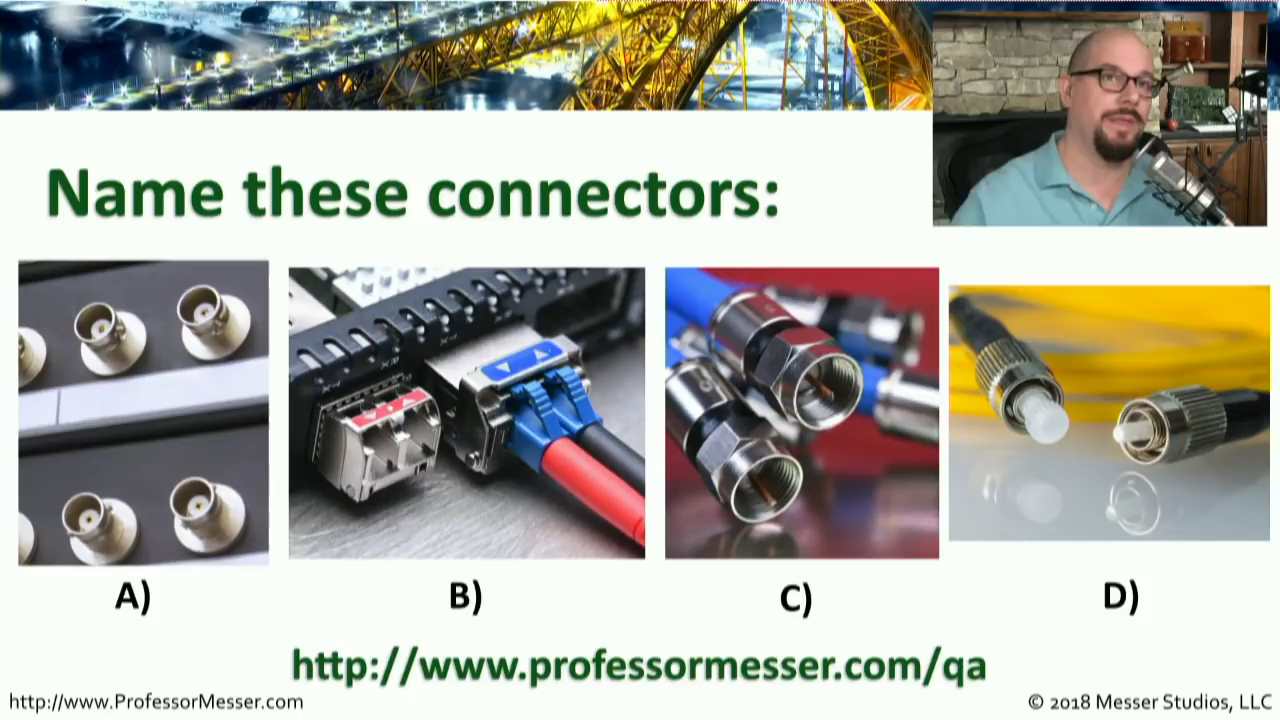 Name these connectors:
A)
B)
C)
D)
http://www.professormesser.com/qa
http://www.ProfessorMesser.com
© 2018 Messer Studios, LLC